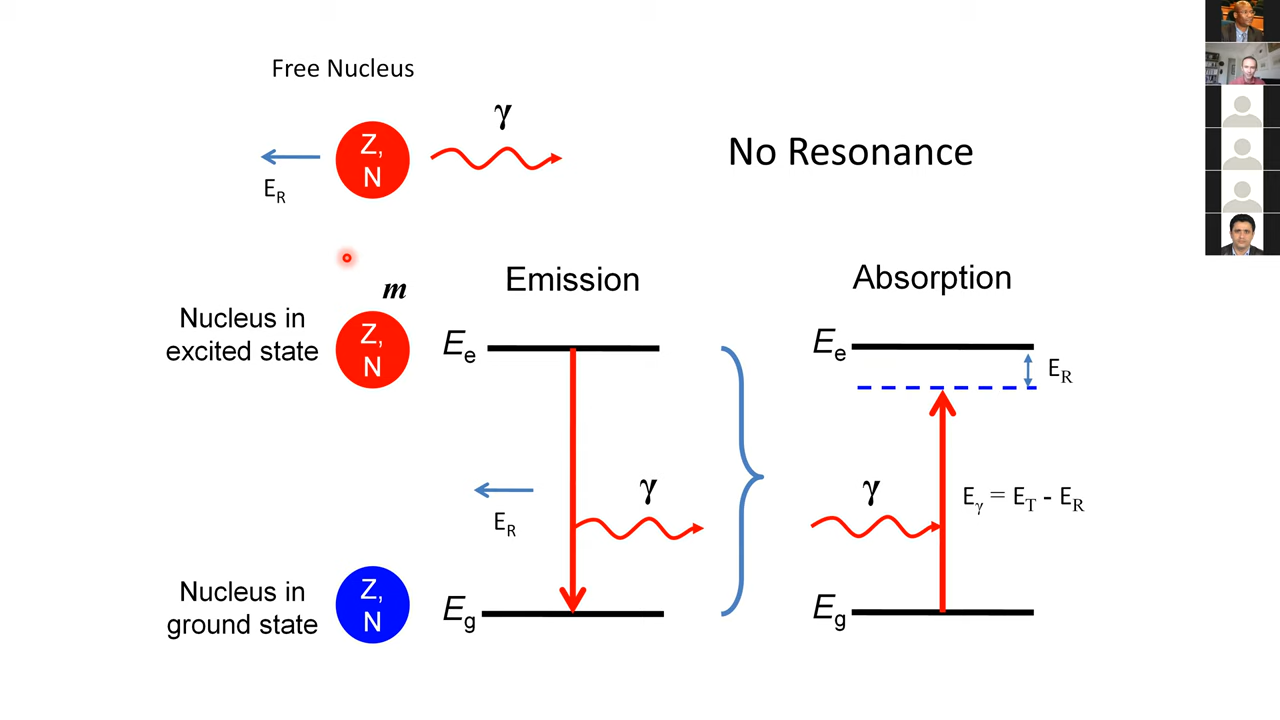 Free Nucleus
γ
Z,
N
E_R
No Resonance
m
Emission
Absorption
Nucleus in
excited state
Z,
N
E_e
E_e
E_R
γ
γ
E_γ = E_T - E_R
E_R
Nucleus in
ground state
Z,
N
E_g
E_g